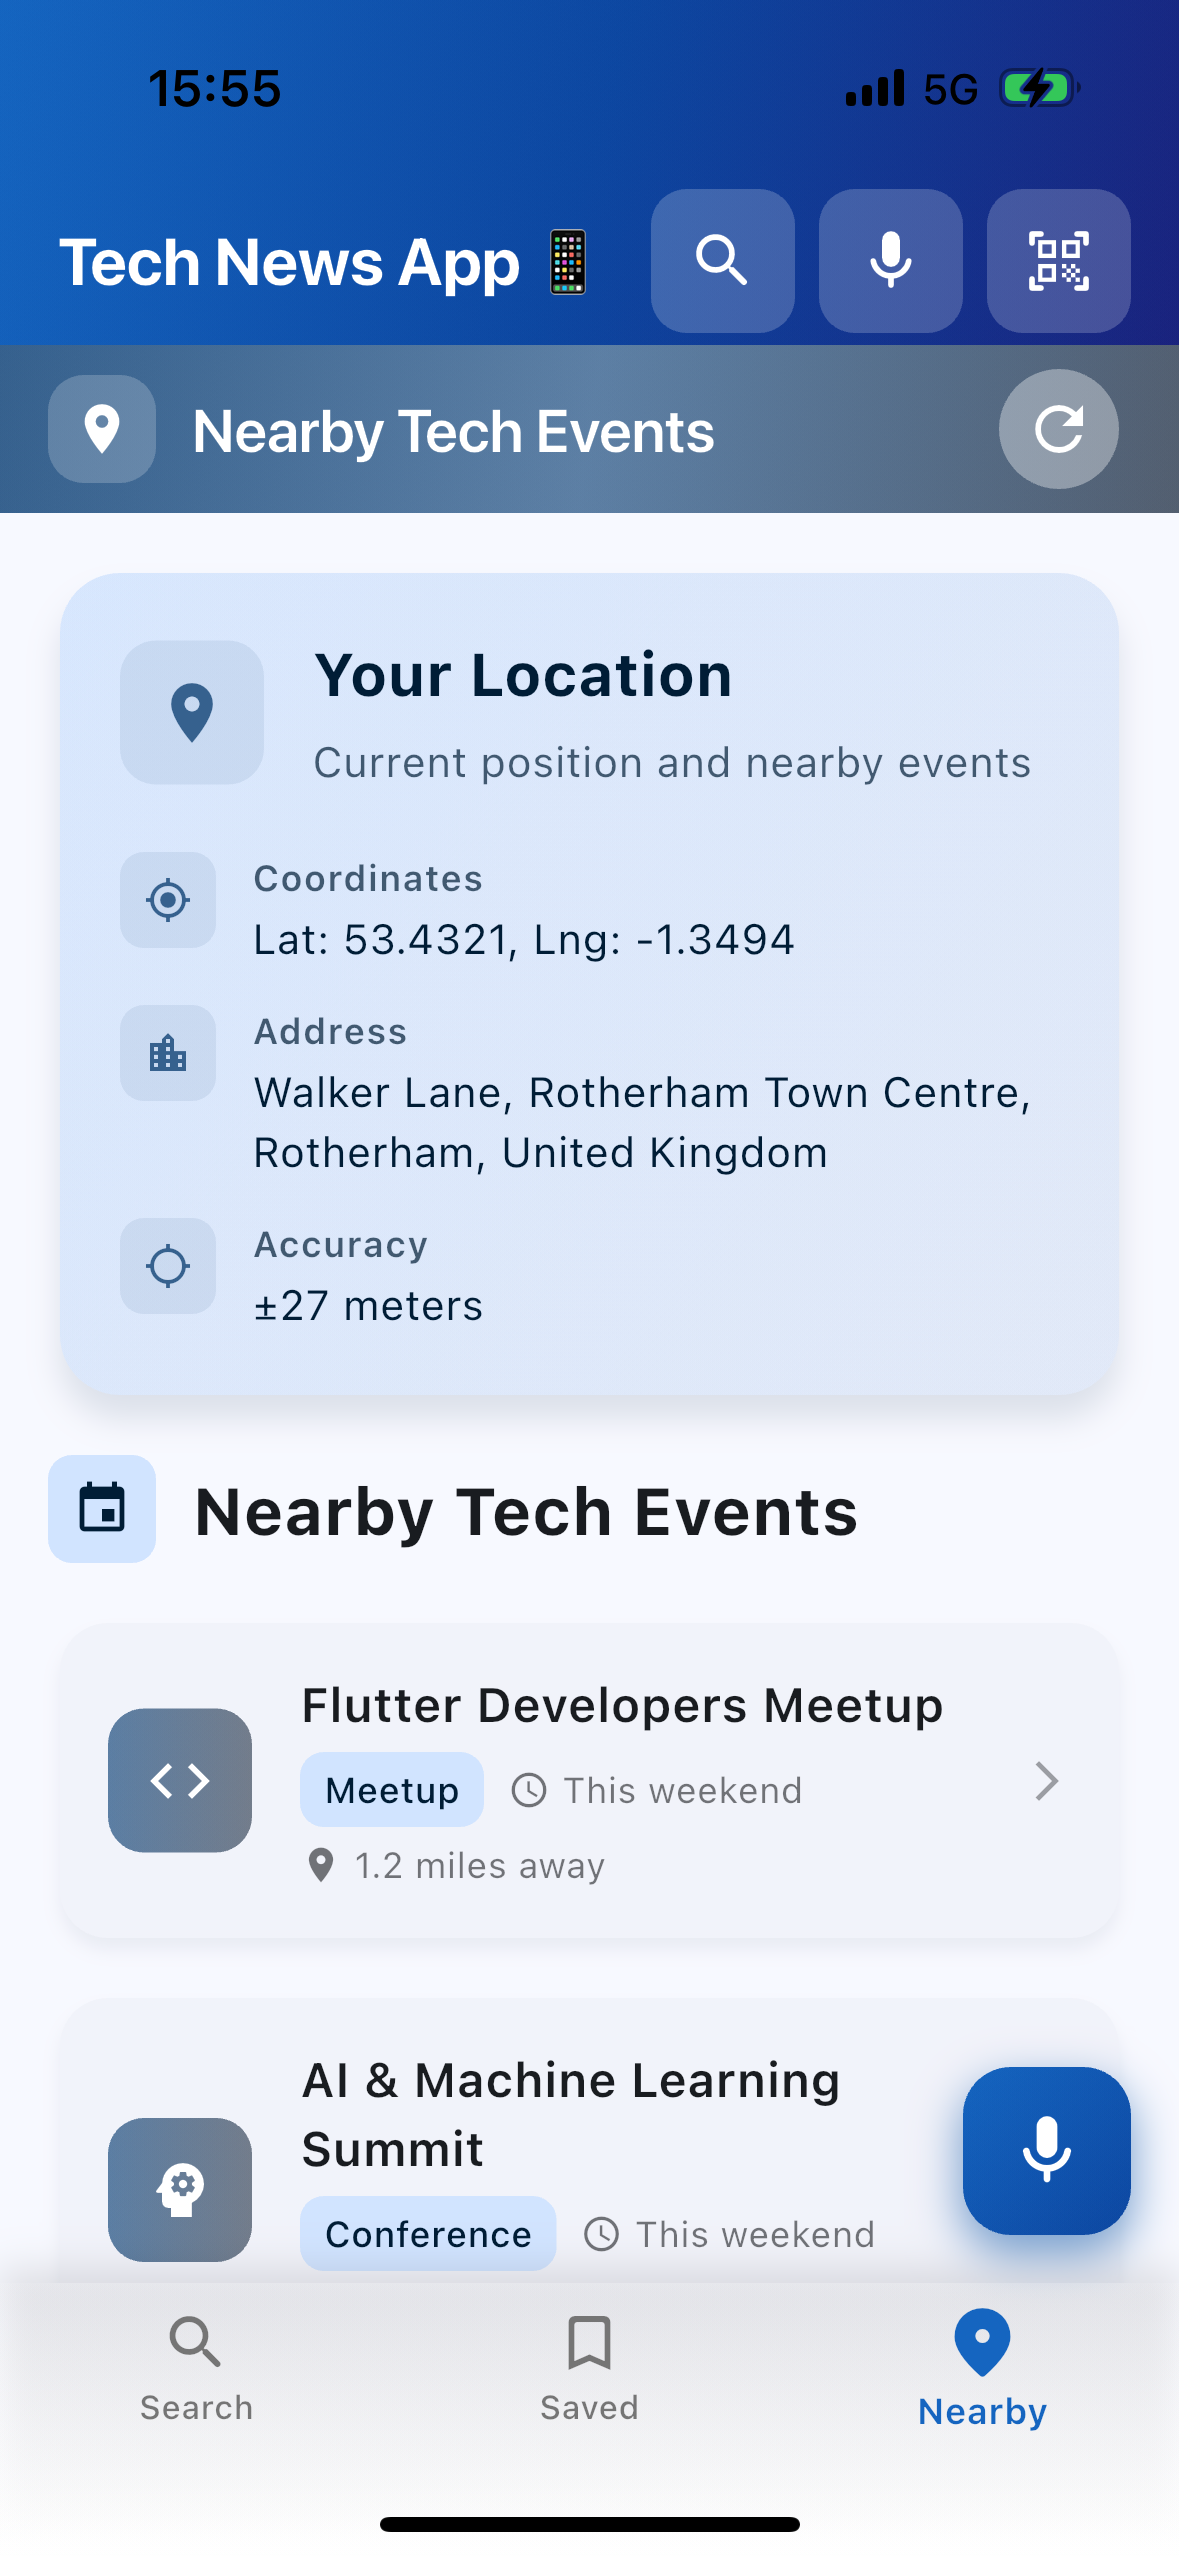 15:55
5G
Tech News App 📱
Nearby Tech Events
Your Location
Current position and nearby events
Coordinates
Lat: 53.4321, Lng: -1.3494
Address
Walker Lane, Rotherham Town Centre,
Rotherham, United Kingdom
Accuracy
±27 meters
Nearby Tech Events
Flutter Developers Meetup
Meetup This weekend
1.2 miles away
AI & Machine Learning
Summit
Conference This weekend
Search Saved Nearby